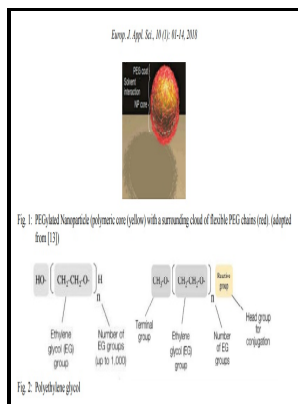 Europ. J. Appl. Sci., 10 (1): 01-14, 2018
PEG coat
Solvent
interaction
NP core
Fig. 1: PEGylated Nanoparticle (polymeric core (yellow) with a surrounding cloud of flexible PEG chains (red). (adopted
from [13])
HO- CH₂-CH₂-O- H
n
Ethylene
glycol (EG)
group
Number of
EG groups
(up to 1,000)
CH₃-O- CH₂-CH₂-O- Reactive
group
n
Terminal
group
Ethylene
glycol (EG)
group
Number
of EG
groups
Head group
for
conjugation
Fig. 2: Polyethylene glycol